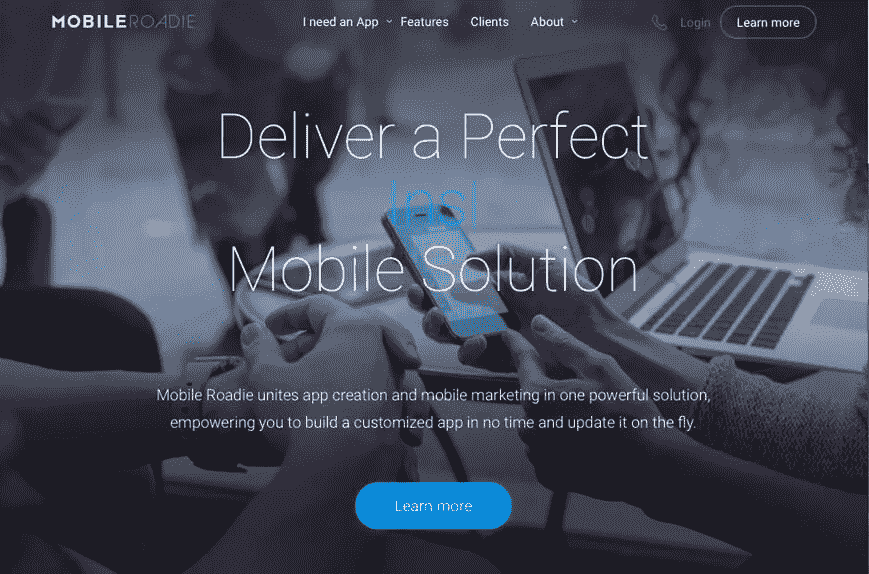 MOBILEROADIE I need an App Features Clients About Login Learn more
Deliver a Perfect
Mobile Solution
Mobile Roadie unites app creation and mobile marketing in one powerful solution,
empowering you to build a customized app in no time and update it on the fly.
Learn more